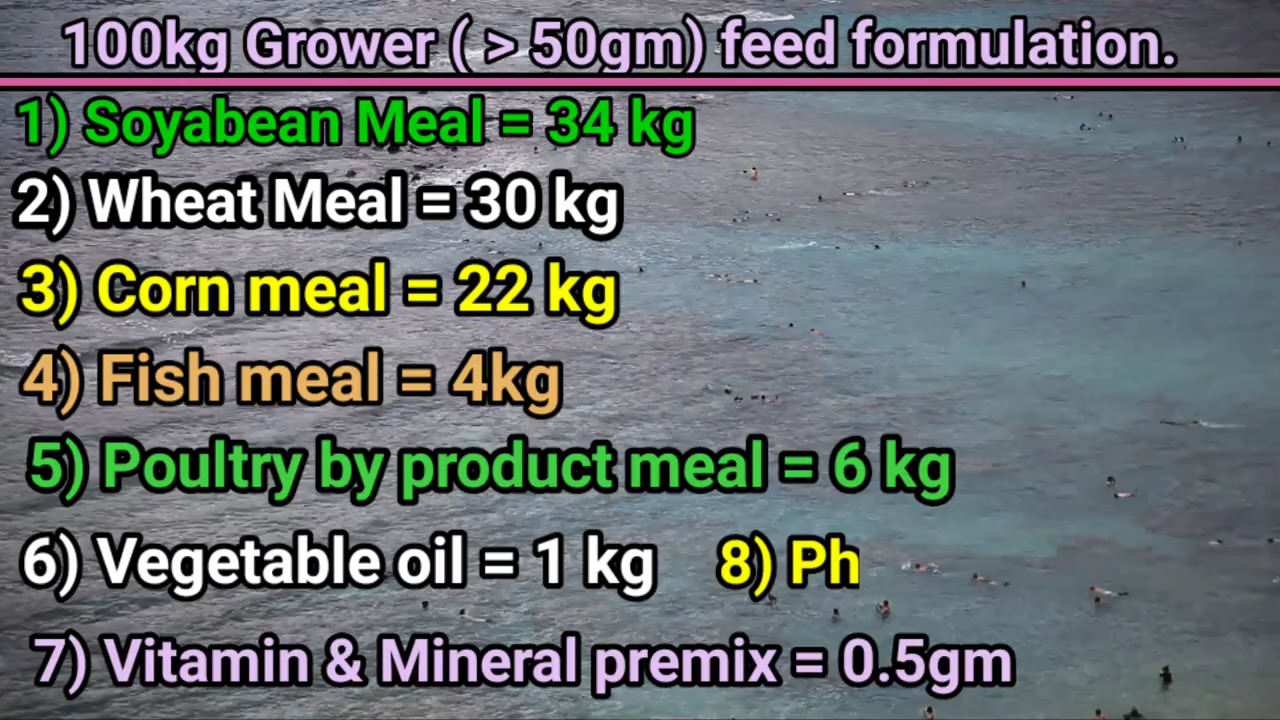 100kg Grower ( > 50gm) feed formulation.
1) Soyabean Meal = 34 kg
2) Wheat Meal = 30 kg
3) Corn meal = 22 kg
4) Fish meal = 4kg
5) Poultry by product meal = 6 kg
6) Vegetable oil = 1 kg 8) Ph
7) Vitamin & Mineral premix = 0.5gm